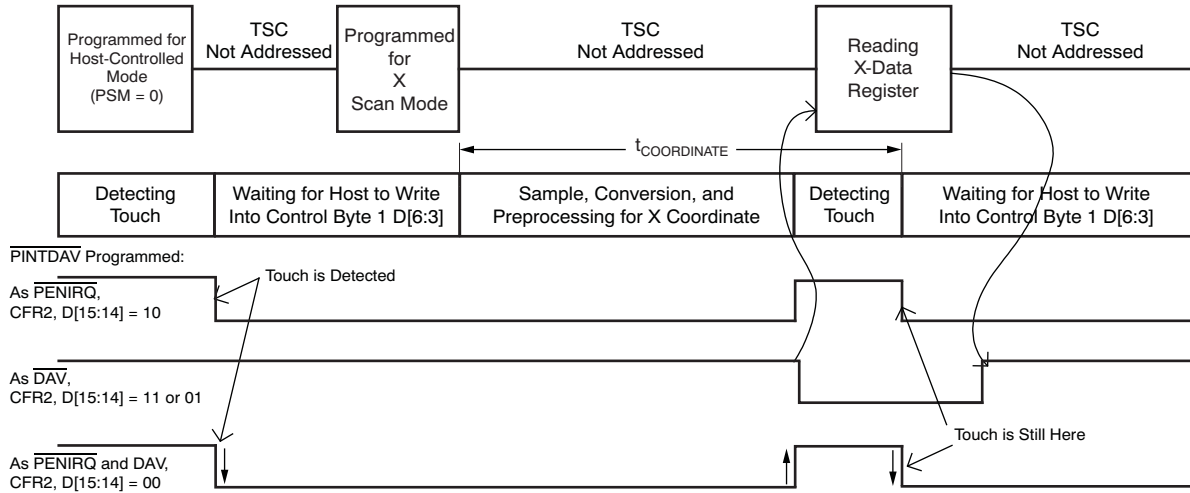 Programmed for
Host-Controlled
Mode
(PSM = 0)
TSC
Not Addressed
Programmed
for
X
Scan Mode
TSC
Not Addressed
Reading
X-Data
Register
TSC
Not Addressed
tCOORDINATE
Detecting
Touch
Waiting for Host to Write
Into Control Byte 1 D[6:3]
Sample, Conversion, and
Preprocessing for X Coordinate
Detecting
Touch
Waiting for Host to Write
Into Control Byte 1 D[6:3]
PINTDAV Programmed:
Touch is Detected
As PENIRQ,
CFR2, D[15:14] = 10
As DAV,
CFR2, D[15:14] = 11 or 01
Touch is Still Here
As PENIRQ and DAV,
CFR2, D[15:14] = 00